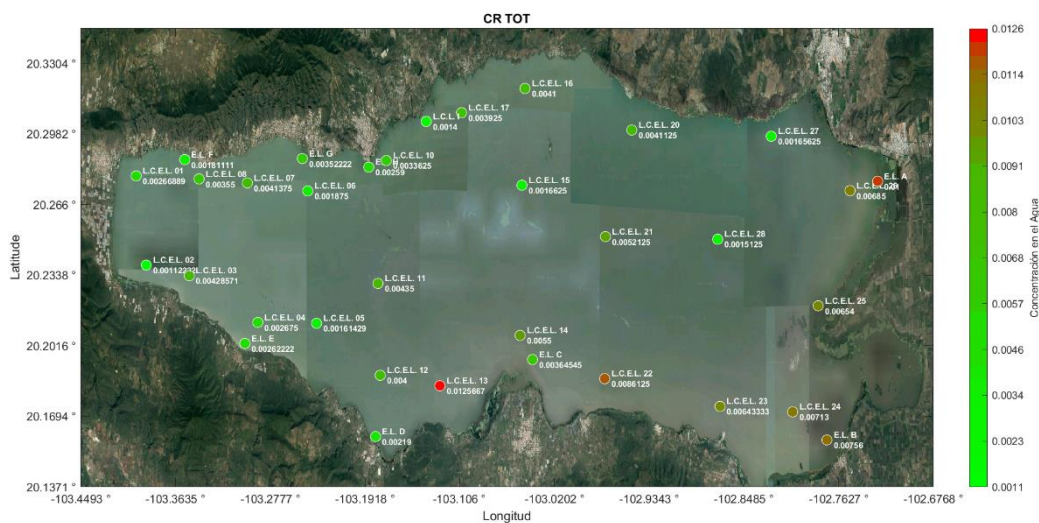 CR TOT
20.3304 °
20.2982 °
20.266 °
20.2338 °
20.2016 °
20.1694 °
20.1371 °
Latitude
L.C.E.L. 16
0.0041
L.C.E.L. 17
0.003925
L.C.L 1
0.0014
L.C.E.L. 20
0.0041125
L.C.E.L. 27
0.00165625
E.L. F
0.00181111
E.L. G
0.00352222
L.C.E.L. 10
0.0033625
0.00259
L.C.E.L. 01
0.00266889
L.C.E.L. 08
0.00355
L.C.E.L. 07
0.0041375
L.C.E.L. 06
0.001875
L.C.E.L. 15
0.0016625
E.L. A
0.00685
L.C.E.L. 21
0.0052125
L.C.E.L. 28
0.0015125
L.C.E.L. 02
L.C.E.L. 03
0.00428571
L.C.E.L. 11
0.00435
L.C.E.L. 25
0.00654
L.C.E.L. 04
0.002675
L.C.E.L. 05
0.00161429
E.L. E
0.00262222
L.C.E.L. 14
0.0055
E.L. C
0.00364545
L.C.E.L. 12
0.004
L.C.E.L. 13
0.0125667
L.C.E.L. 22
0.0086125
L.C.E.L. 23
0.00643333
L.C.E.L. 24
0.00713
E.L. D
0.00219
E.L. B
0.00756
-103.4493 °
-103.3635 °
-103.2777 °
-103.1918 °
-103.106 °
-103.0202 °
-102.9343 °
-102.8485 °
-102.7627 °
-102.6768 °
Longitud
0.0126
0.0114
0.0103
0.0091
0.008
0.0069
0.0057
0.0046
0.0034
0.0023
0.0011
Concentración en el Agua